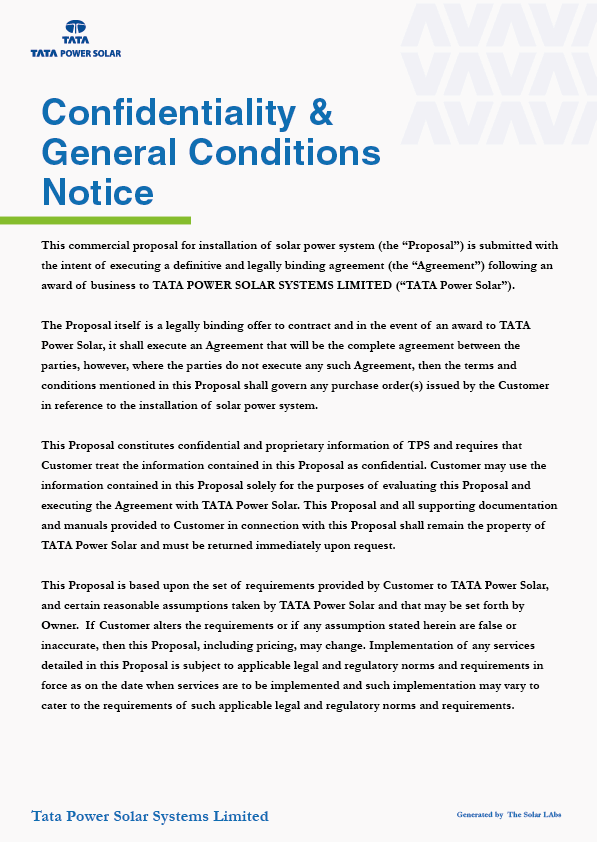 TATA
TATA POWER SOLAR
Confidentiality &
General Conditions
Notice
This commercial proposal for installation of solar power system (the “Proposal”) is submitted with
the intent of executing a definitive and legally binding agreement (the “Agreement”) following an
award of business to TATA POWER SOLAR SYSTEMS LIMITED (“TATA Power Solar”).
The Proposal itself is a legally binding offer to contract and in the event of an award to TATA
Power Solar, it shall execute an Agreement that will be the complete agreement between the
parties, however, where the parties do not execute any such Agreement, then the terms and
conditions mentioned in this Proposal shall govern any purchase order(s) issued by the Customer
in reference to the installation of solar power system.
This Proposal constitutes confidential and proprietary information of TPS and requires that
Customer treat the information contained in this Proposal as confidential. Customer may use the
information contained in this Proposal solely for the purposes of evaluating this Proposal and
executing the Agreement with TATA Power Solar. This Proposal and all supporting documentation
and manuals provided to Customer in connection with this Proposal shall remain the property of
TATA Power Solar and must be returned immediately upon request.
This Proposal is based upon the set of requirements provided by Customer to TATA Power Solar,
and certain reasonable assumptions taken by TATA Power Solar and that may be set forth by
Owner. If Customer alters the requirements or if any assumption stated herein are false or
inaccurate, then this Proposal, including pricing, may change. Implementation of any services
detailed in this Proposal is subject to applicable legal and regulatory norms and requirements in
force as on the date when services are to be implemented and such implementation may vary to
cater to the requirements of such applicable legal and regulatory norms and requirements.
Tata Power Solar Systems Limited
Generated by The Solar LAbs